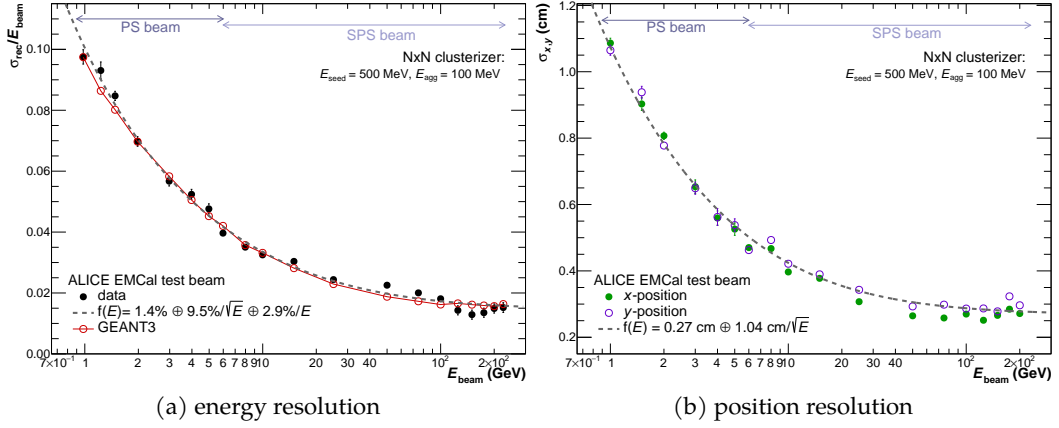 PS beam
SPS beam
NxN clusterizer
E_seed = 500 MeV, E_agg = 100 MeV
σ_rec/E_beam
0.10
0.08
0.06
0.04
0.02
0.00
ALICE EMCal test beam
data
f(E)= 1.4% ⊕ 9.5%/√E ⊕ 2.9%/E
GEANT3
7×10⁻¹ 1 2 3 4 5 6 7 8 9 10 20 30 40 10² 2×10²
E_beam (GeV)
(a) energy resolution
PS beam
SPS beam
NxN clusterizer:
E_seed = 500 MeV, E_agg = 100 MeV
σ_x,y (cm)
1.2
1.0
0.8
0.6
0.4
0.2
ALICE EMCal test beam
x-position
y-position
f(E) = 0.27 cm ⊕ 1.04 cm/√E
7×10⁻¹ 1 2 3 4 5 6 7 8 10 20 30 40 10² 2×10²
E_beam (GeV)
(b) position resolution